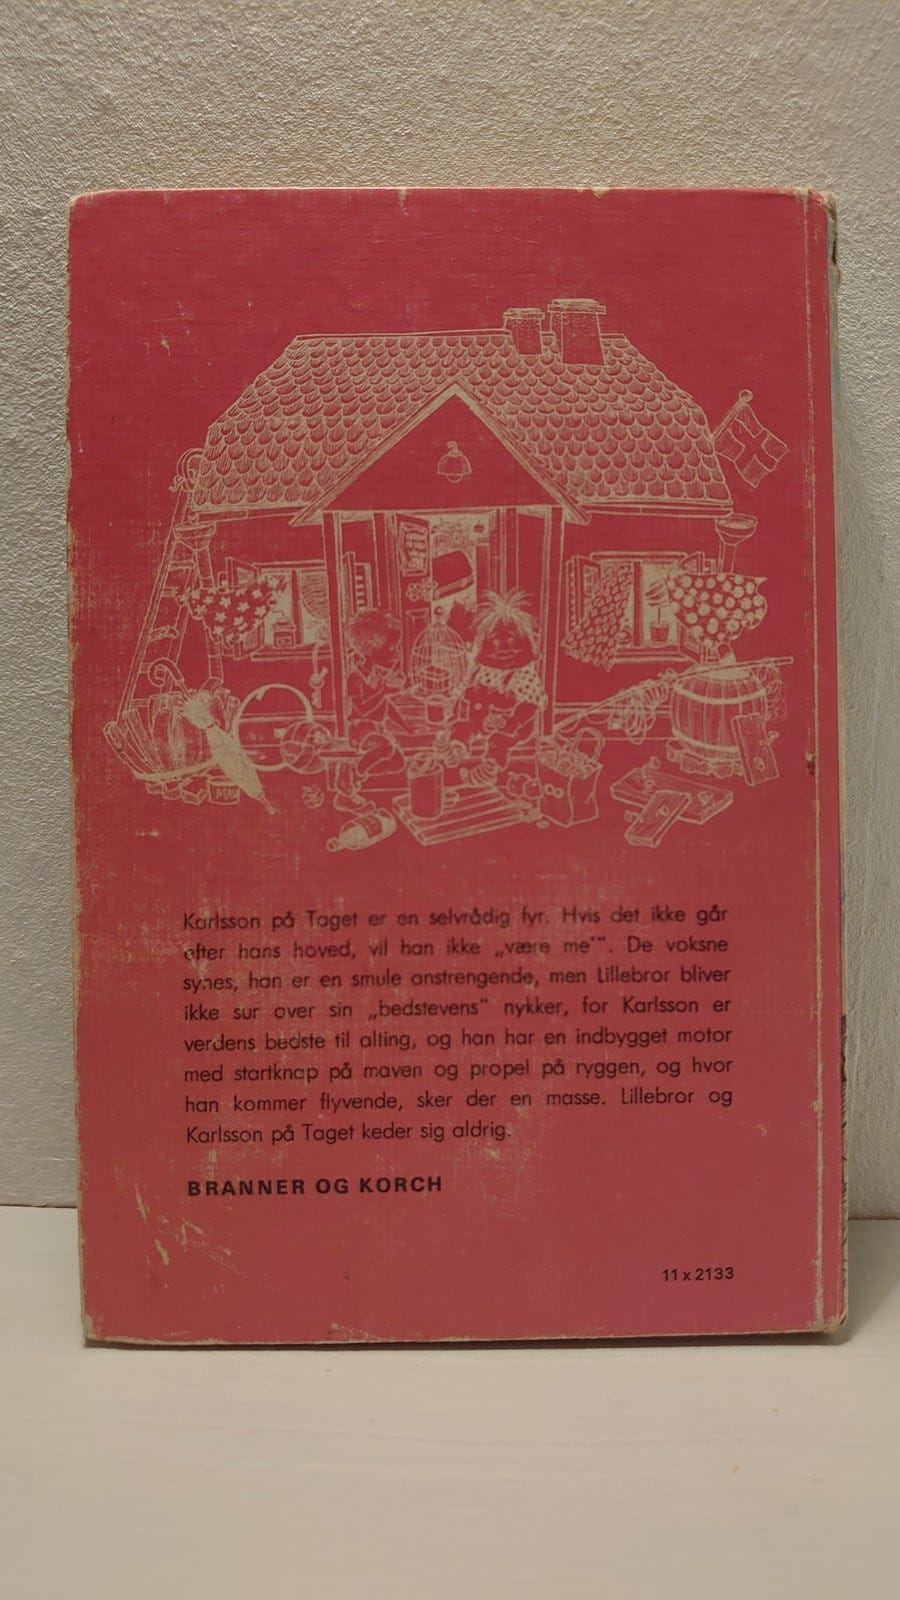 MAL
Karlsson på Taget er en selvrådig fyr. Hvis det ikke går
efter hans hoved, vil han ikke „være me'“. De voksne
synes, han er en smule anstrengende, men Lillebror bliver
ikke sur over sin „bedstevens“ nykker, for Karlsson er
verdens bedste til alting, og han har en indbygget motor
med startknap på maven og propel på ryggen, og hvor
han kommer flyvende, sker der en masse. Lillebror og
Karlsson på Taget keder sig aldrig.
BRANNER OG KORCH
11 x 2133